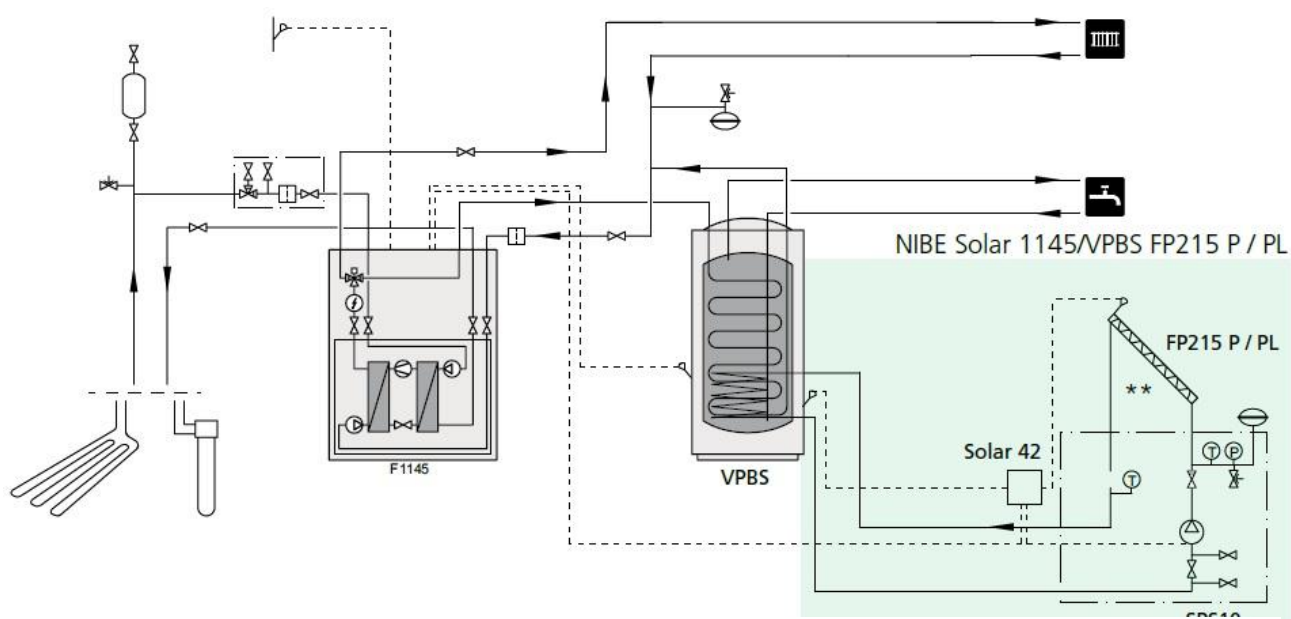 NIBE Solar 1145/VPBS FP215 P / PL
FP215 P / PL
**
T P
Solar 42
T
F1145
VPBS